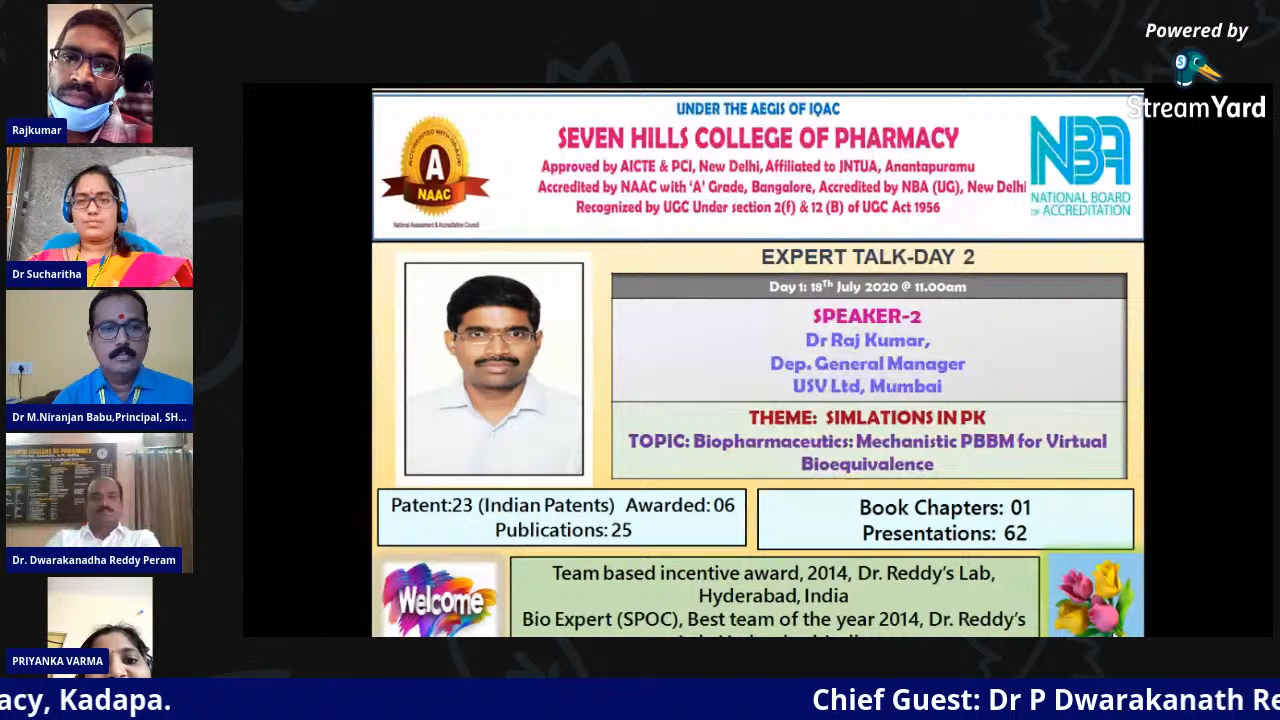 Powered by
StreamYard
Rajkumar
Dr Sucharitha
Dr M.Niranjan Babu,Principal, SH...
Dr. Dwarakanadha Reddy Peram
PRIYANKA VARMA
UNDER THE AEGIS OF IQAC
SEVEN HILLS COLLEGE OF PHARMACY
Approved by AICTE & PCI, New Delhi, Affiliated to JNTUA, Anantapuramu
Accredited by NAAC with 'A' Grade, Bangalore, Accredited by NBA (UG), New Delhi
Recognized by UGC Under section 2(f) & 12 (B) of UGC Act 1956
ACCREDITED WITH GRADE
A
NAAC
National Assessment & Accreditation Council
NBA
NATIONAL BOARD
OF ACCREDITATION
EXPERT TALK-DAY 2
Day 1: 18Th July 2020 @ 11.00am
SPEAKER-2
Dr Raj Kumar,
Dep. General Manager
USV Ltd, Mumbai
THEME: SIMLATIONS IN PK
TOPIC: Biopharmaceutics: Mechanistic PBBM for Virtual
Bioequivalence
Patent:23 (Indian Patents) Awarded: 06
Publications: 25
Book Chapters: 01
Presentations: 62
Welcome
Team based incentive award, 2014, Dr. Reddy's Lab,
Hyderabad, India
Bio Expert (SPOC), Best team of the year 2014, Dr. Reddy's
acy, Kadapa.
Chief Guest: Dr P Dwarakanath Re